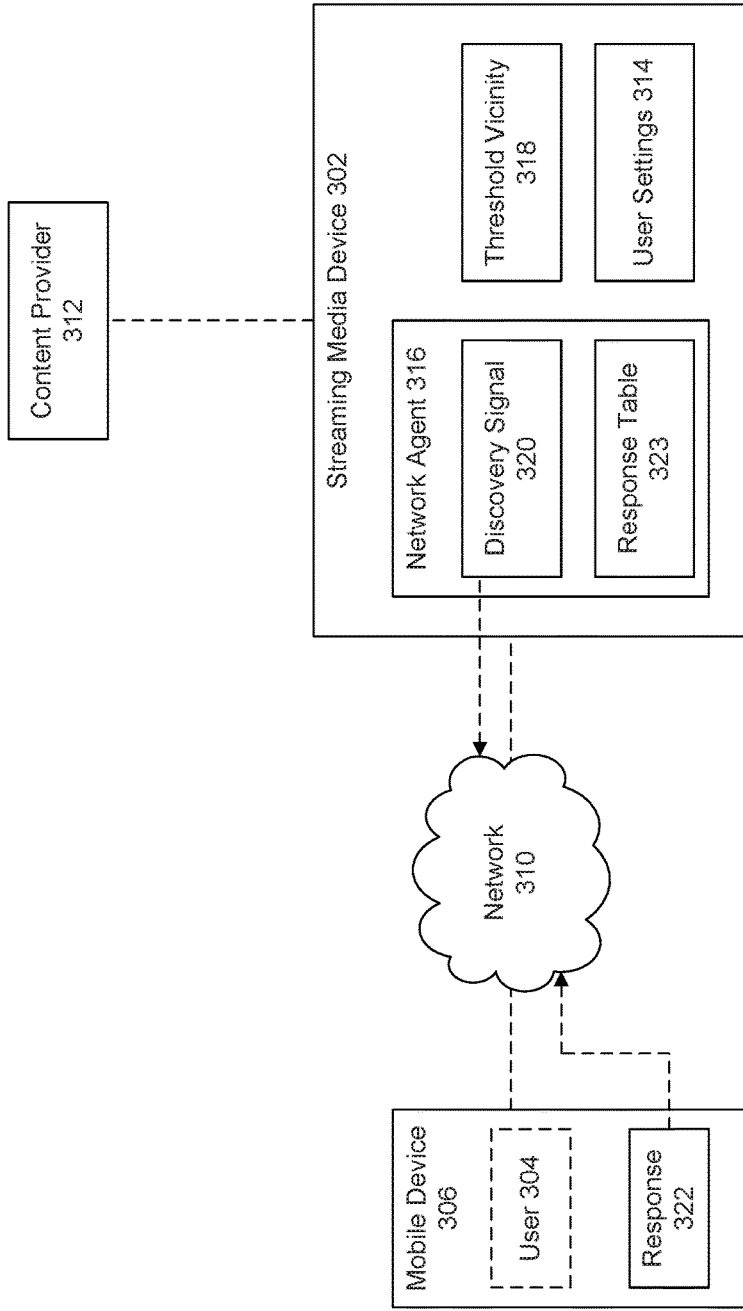 Content Provider
312
Streaming Media Device 302
Network Agent 316
Discovery Signal
320
Response Table
323
Threshold Vicinity
318
User Settings 314
Network
310
Mobile Device
306
User 304
Response
322